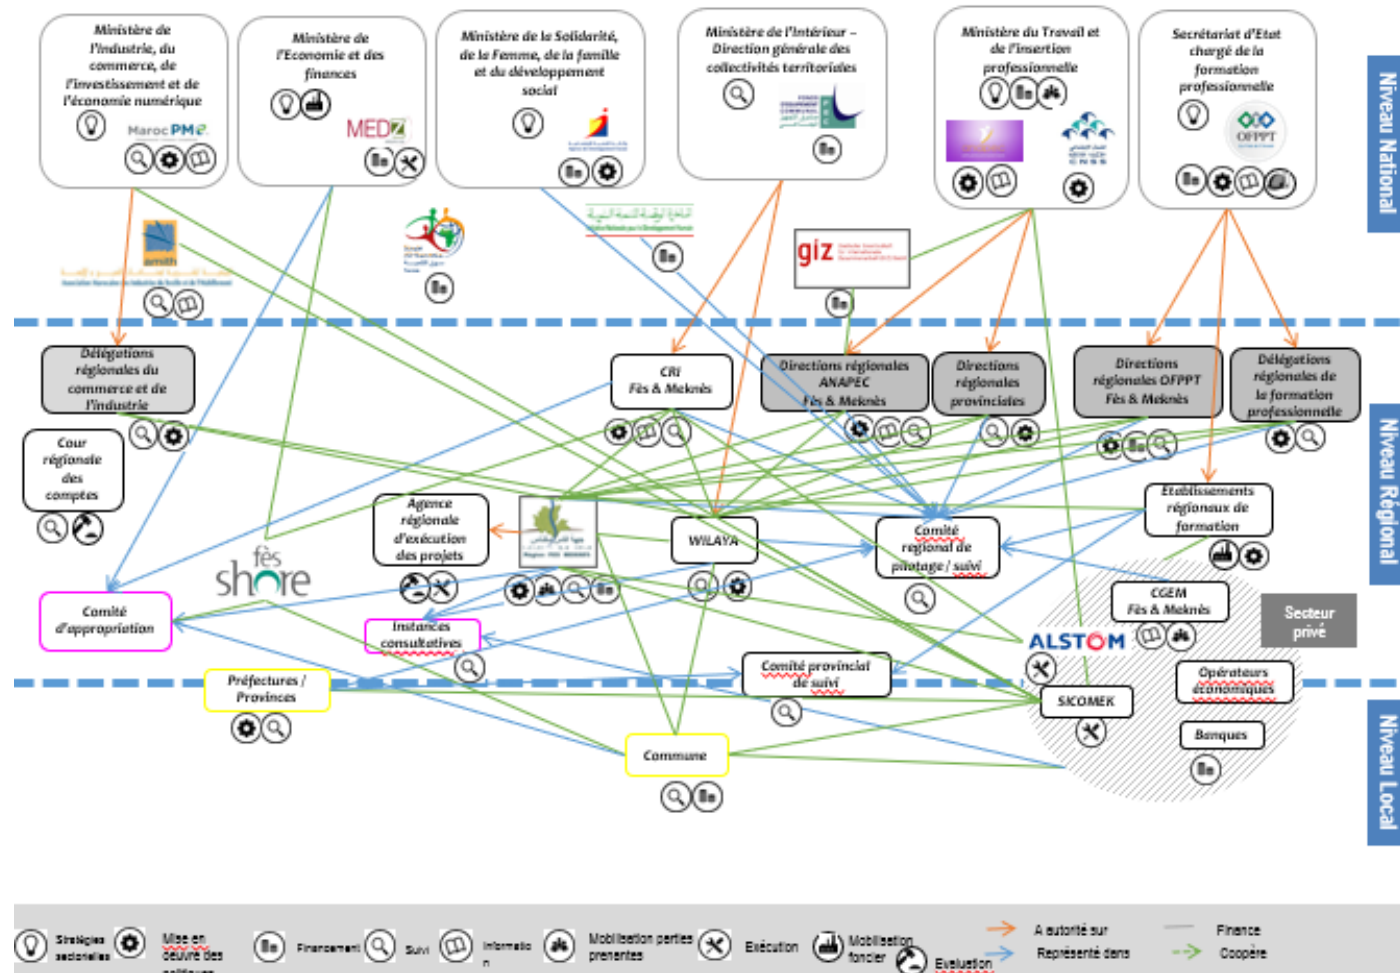 Ministère de
l'Industrie, du
commerce, de
l'investissement et de
l'économie numérique
Maroc PME
Ministère de
l'Economie et des
finances
MEDZ
Ministère de la Solidarité,
de la Femme, de la famille
et du développement
social
Ministère de l'Intérieur –
Direction générale des
collectivités territoriales
Ministère du Travail et
de l'insertion
professionnelle
CNSS
Secrétariat d'Etat
chargé de la
formation
professionnelle
OFPPT
Niveau National
amith
giz
Délégations
régionales du
commerce et de
l'industrie
CRI
Fès & Meknès
Directions régionales
ANAPEC
Fès & Meknès
Directions
régionales
provinciales
Directions
régionales OFPPT
Fès & Meknès
Délégations
régionales de
la formation
professionnelle
Niveau Régional
Cour
régionale
des
comptes
Agence
régionale
d'exécution
des projets
WILAYA
Comité
regional de
pilotage / suivi
Etablissements
régionaux de
formation
fès
shore
Comité
d'appropriation
Instances
consultatives
CGEM
Fès & Meknès
Secteur
privé
ALSTOM
Préfectures /
Provinces
Comité provincial
de suivi
SICOMEK
Opérateurs
économiques
Banques
Commune
Niveau Local
Stratégies
sectorielles
Mise en
oeuvre des
politiques
Financement
Suivi
Informatio
n
Mobilisation parties
prenantes
Exécution
Mobilisation
foncier
Evaluation
A autorité sur
Représenté dans
Finance
Coopère